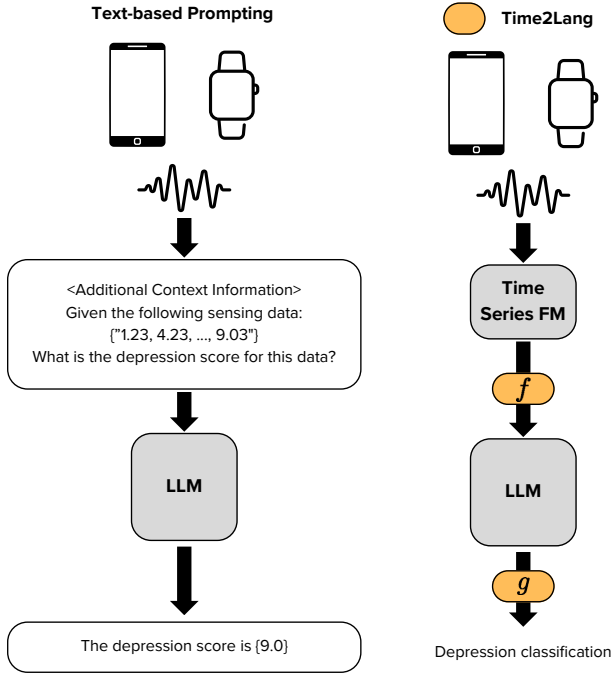 Text-based Prompting
<Additional Context Information>
Given the following sensing data:
{"1.23, 4.23, ..., 9.03"}
What is the depression score for this data?
LLM
The depression score is {9.0}
Time2Lang
Time
Series FM
f
LLM
g
Depression classification